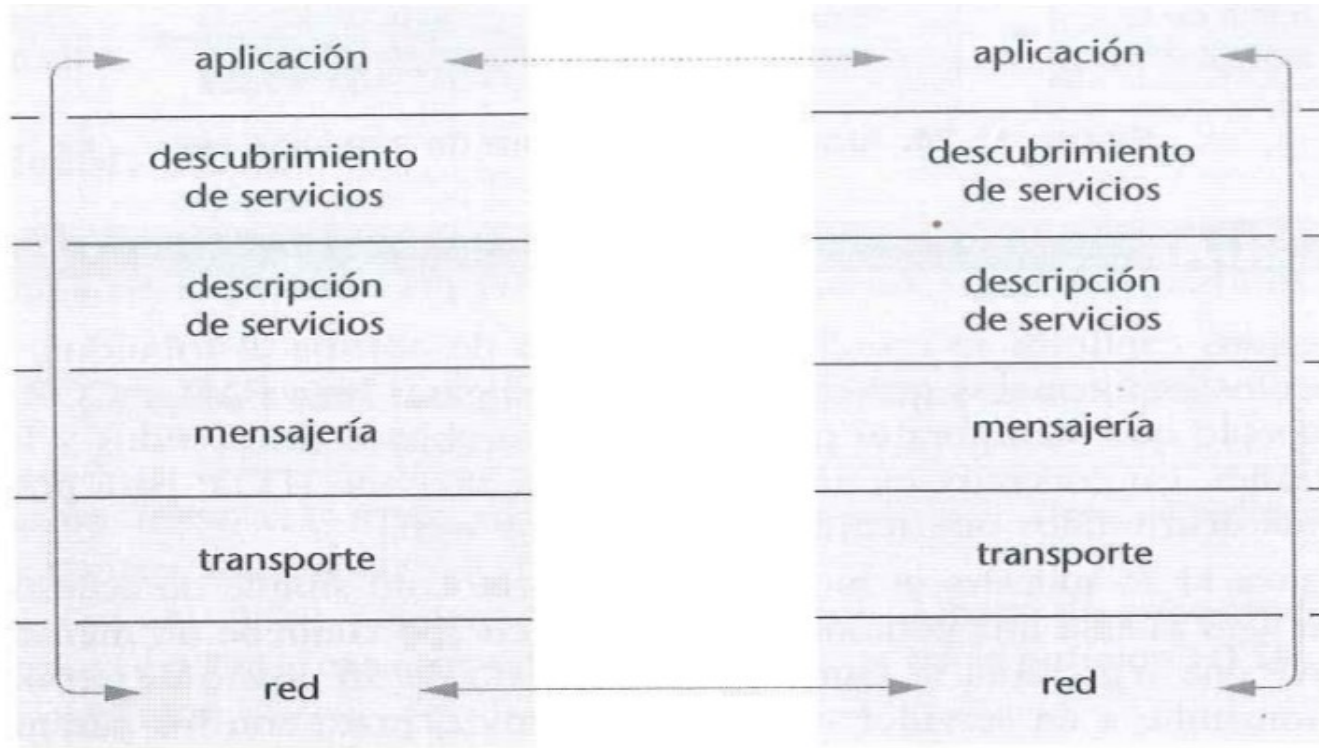 aplicación
descubrimiento
de servicios
descripción
de servicios
mensajería
transporte
red
aplicación
descubrimiento
de servicios
descripción
de servicios
mensajería
transporte
red